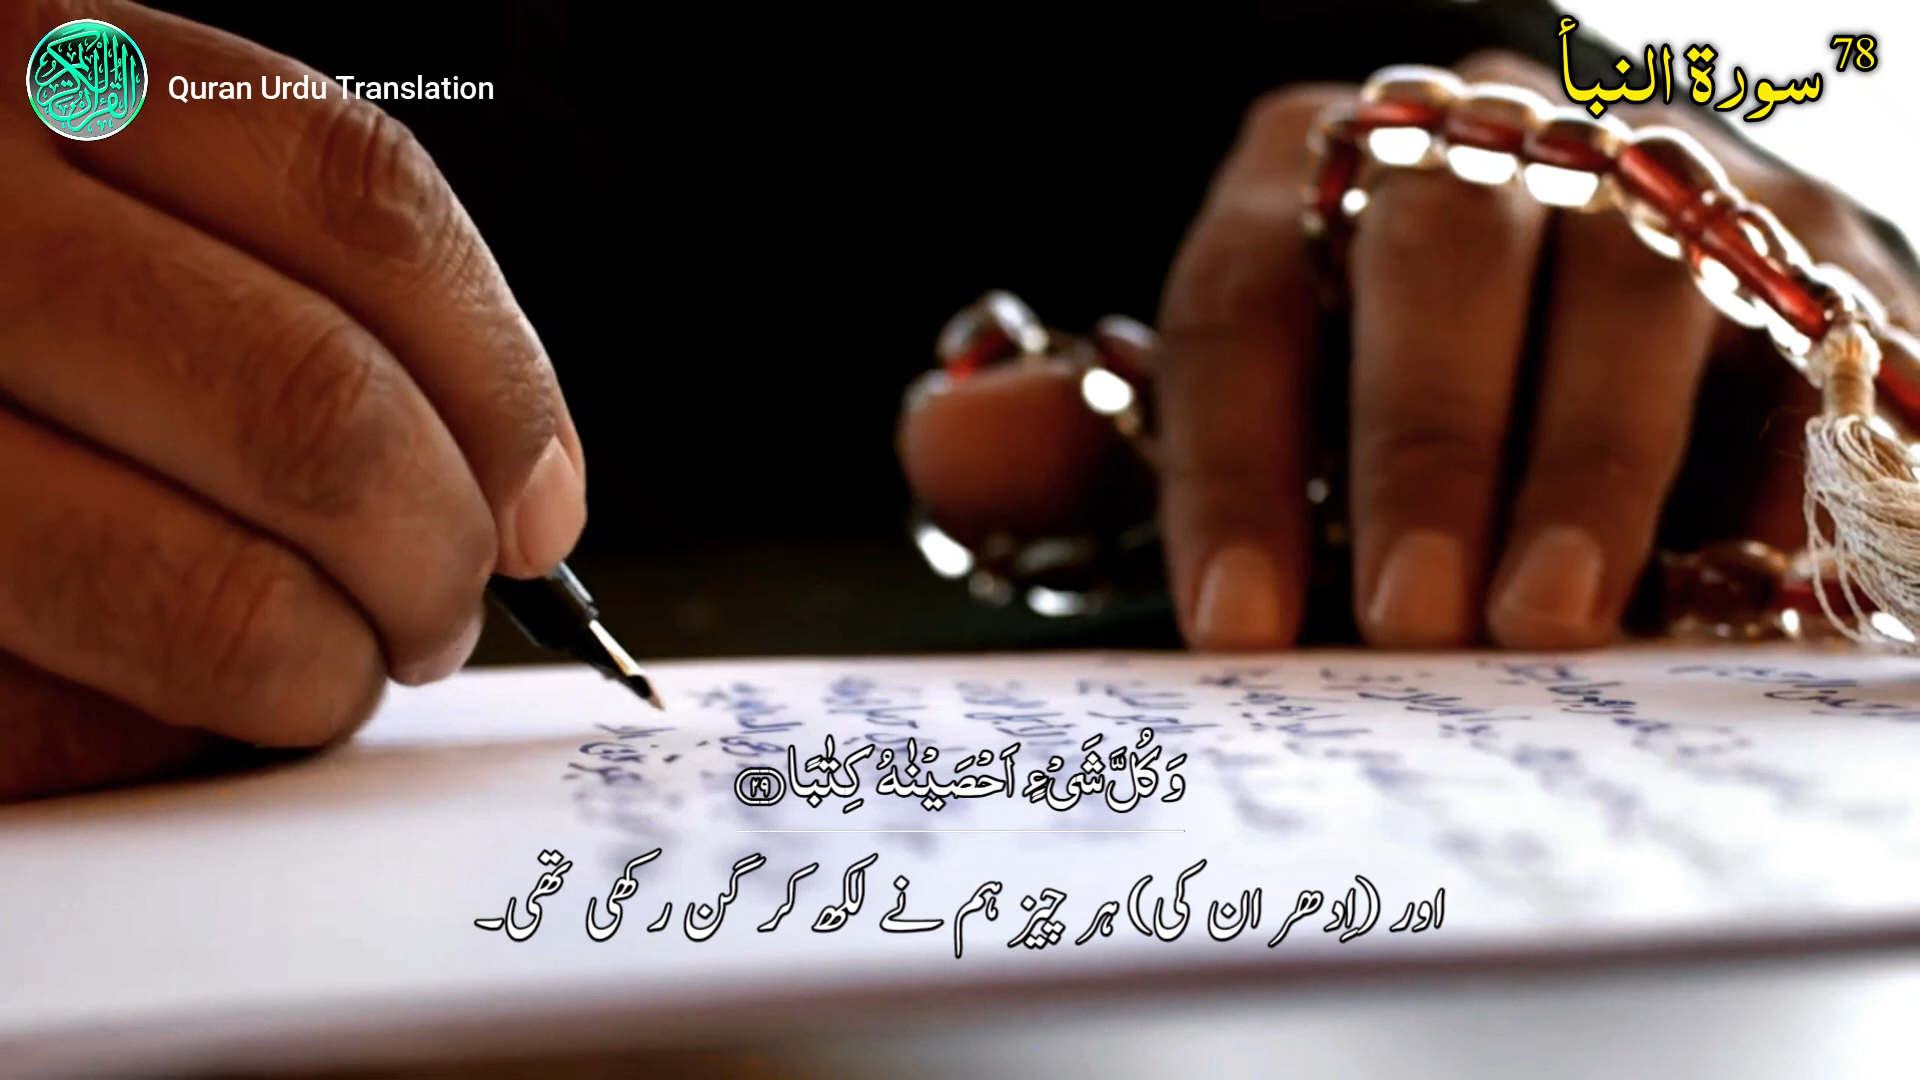 Quran Urdu Translation
سورة النبأ 78
وَ كُلَّ شَیۡءٍ اَحۡصَیۡنٰہُ کِتٰبًا ﴿۲۹﴾
اور (اِدھر ان کی) ہر چیز ہم نے لکھ کر گن رکھی تھی۔